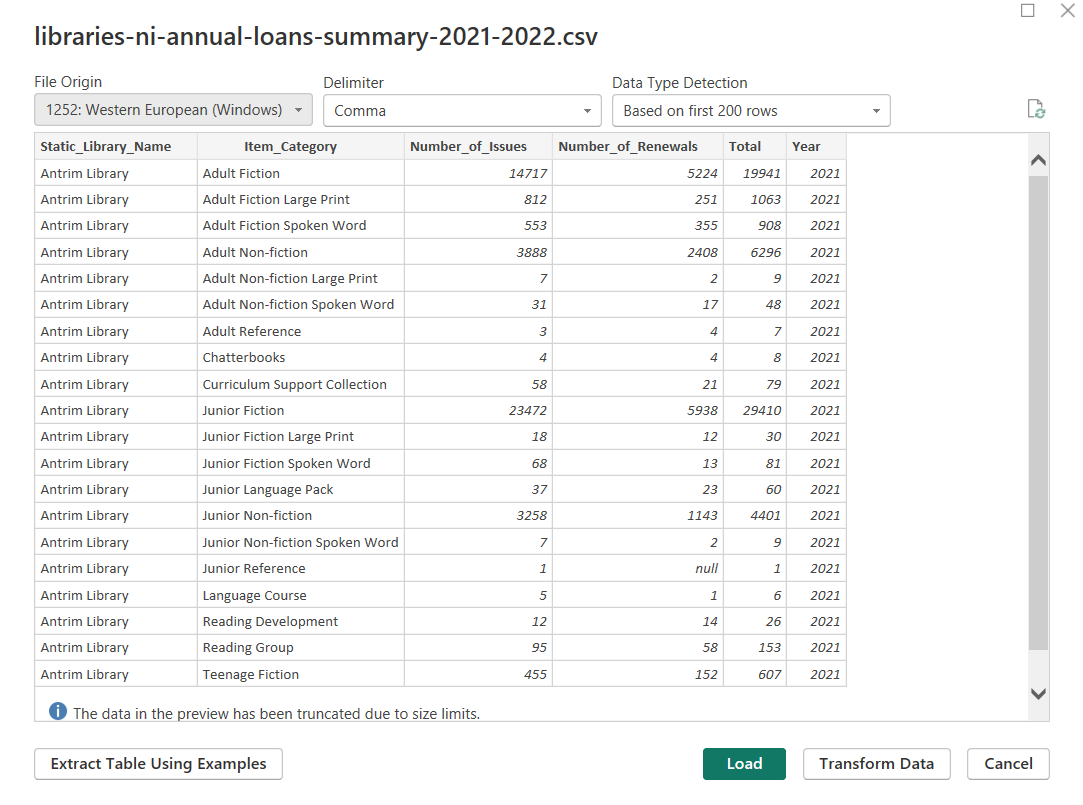 libraries-ni-annual-loans-summary-2021-2022.csv
File Origin Delimiter Data Type Detection
1252: Western European (Windows) Comma Based on first 200 rows
Static_Library_Name Item_Category Number_of_Issues Number_of_Renewals Total Year
Antrim Library Adult Fiction 14717 5224 19941 2021
Antrim Library Adult Fiction Large Print 812 251 1063 2021
Antrim Library Adult Fiction Spoken Word 553 355 908 2021
Antrim Library Adult Non-fiction 3888 2408 6296 2021
Antrim Library Adult Non-fiction Large Print 7 2 9 2021
Antrim Library Adult Non-fiction Spoken Word 31 17 48 2021
Antrim Library Adult Reference 3 4 7 2021
Antrim Library Chatterbooks 4 4 8 2021
Antrim Library Curriculum Support Collection 58 21 79 2021
Antrim Library Junior Fiction 23472 5938 29410 2021
Antrim Library Junior Fiction Large Print 18 12 30 2021
Antrim Library Junior Fiction Spoken Word 68 13 81 2021
Antrim Library Junior Language Pack 37 23 60 2021
Antrim Library Junior Non-fiction 3258 1143 4401 2021
Antrim Library Junior Non-fiction Spoken Word 7 2 9 2021
Antrim Library Junior Reference 1 null 1 2021
Antrim Library Language Course 5 1 6 2021
Antrim Library Reading Development 12 14 26 2021
Antrim Library Reading Group 95 58 153 2021
Antrim Library Teenage Fiction 455 152 607 2021
The data in the preview has been truncated due to size limits.
Extract Table Using Examples Load Transform Data Cancel